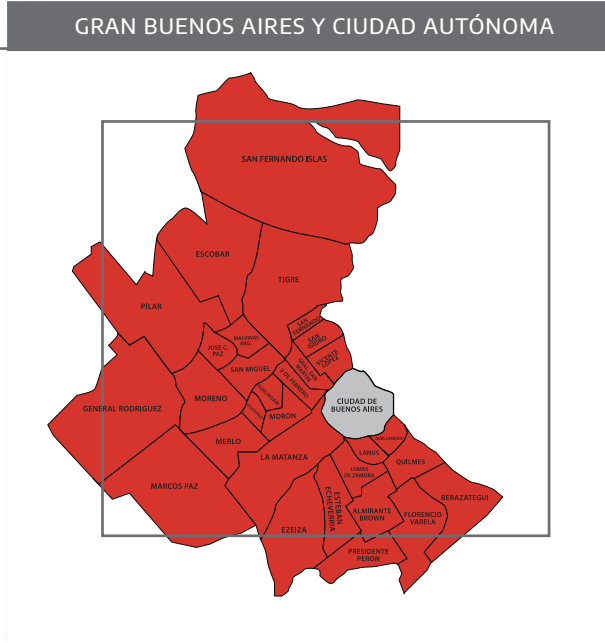 GRAN BUENOS AIRES Y CIUDAD AUTÓNOMA
SAN FERNANDO ISLAS
ESCOBAR
TIGRE
PILAR
SAN
FERNANDO
SAN
ISIDRO
VICENTE
LOPEZ
MALVINAS
ARG.
JOSE C.
PAZ
GRAL. SAN
MARTIN
SAN MIGUEL
3 DE FEBRERO
HURLINGAM
MORENO
GENERAL RODRIGUEZ
CIUDAD DE
BUENOS AIRES
MORON
MERLO
AVELLANEDA
LANUS
LA MATANZA
QUILMES
LOMAS
DE ZAMORA
MARCOS PAZ
BERAZATEGUI
ESTEBAN
ECHEVERRIA
ALMIRANTE
BROWN
FLORENCIO
VARELA
EZEIZA
PRESIDENTE
PERON